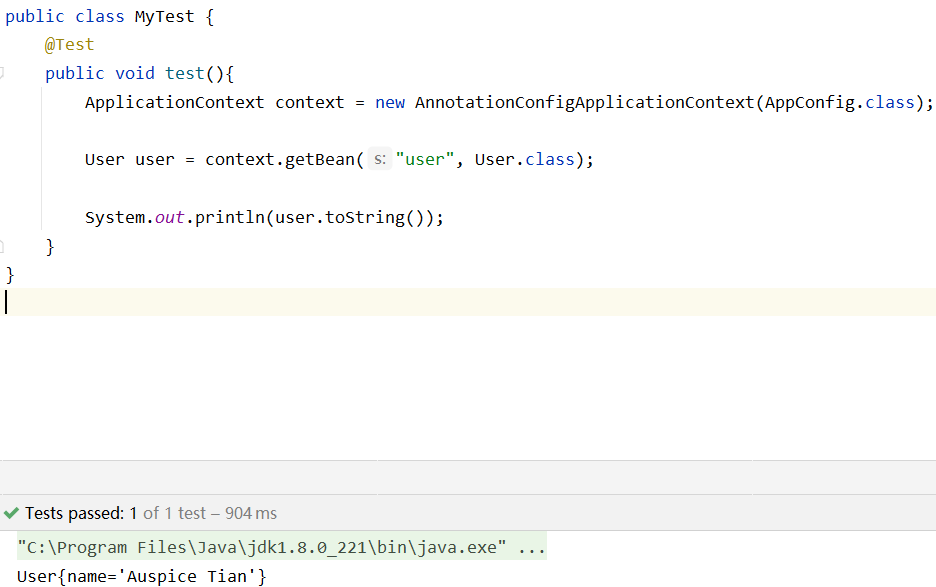 public class MyTest {
@Test
public void test(){
ApplicationContext context = new AnnotationConfigApplicationContext(AppConfig.class);
User user = context.getBean( s: "user", User.class);
System.out.println(user.toString());
}
}
Tests passed: 1 of 1 test – 904 ms
"C:\Program Files\Java\jdk1.8.0_221\bin\java.exe" ...
User{name='Auspice Tian'}